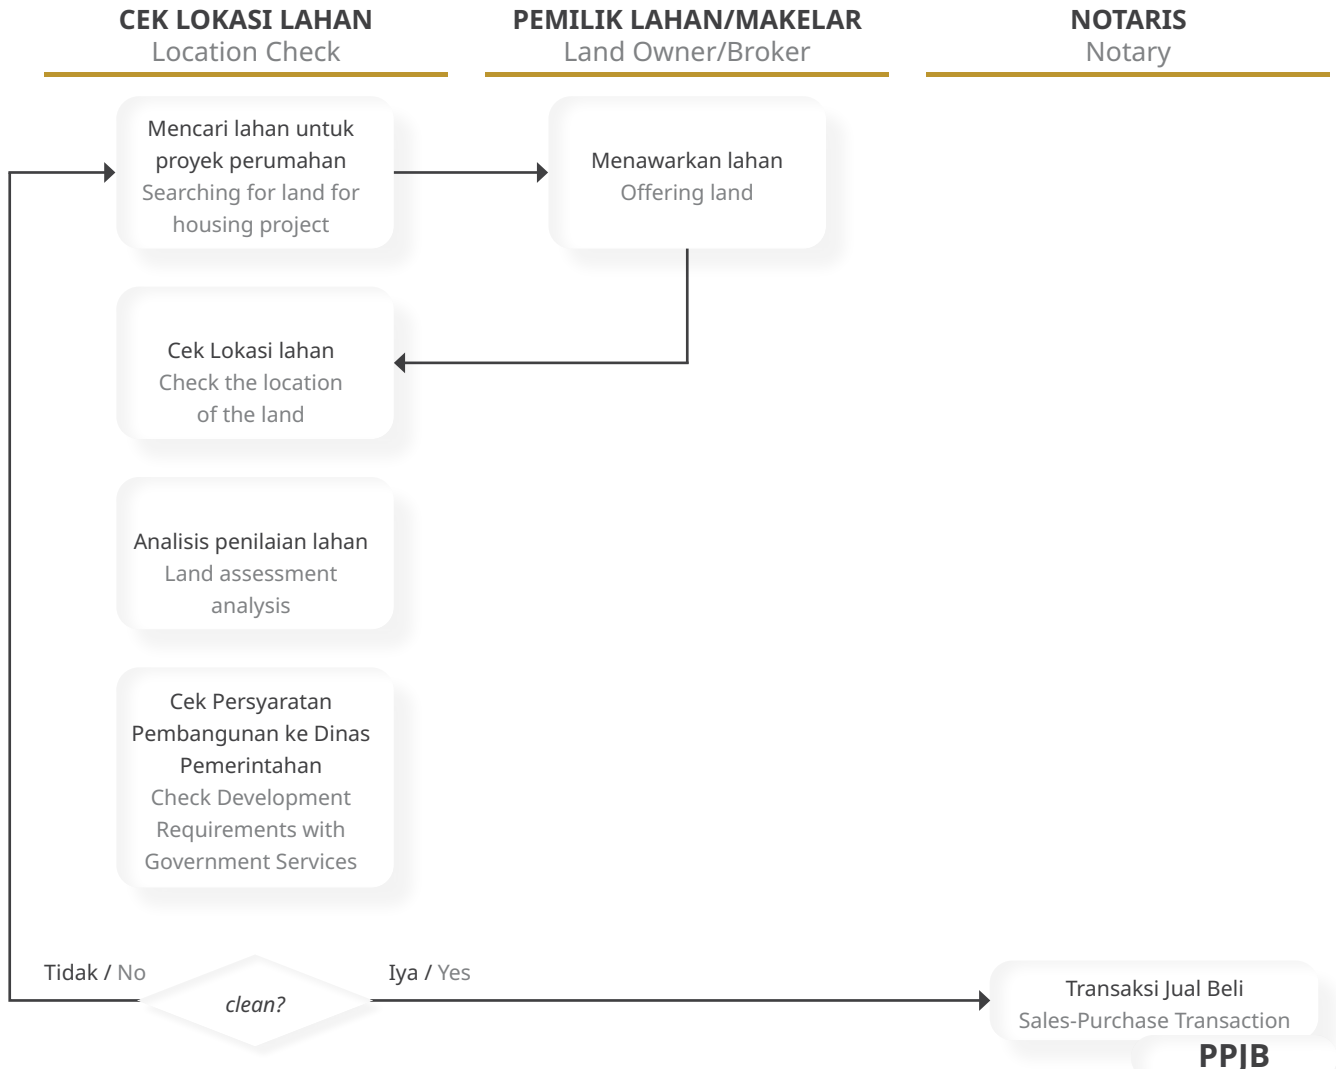 CEK LOKASI LAHAN
Location Check
PEMILIK LAHAN/MAKELAR
Land Owner/Broker
NOTARIS
Notary
Mencari lahan untuk
proyek perumahan
Searching for land for
housing project
Menawarkan lahan
Offering land
Cek Lokasi lahan
Check the location
of the land
Analisis penilaian lahan
Land assessment
analysis
Cek Persyaratan
Pembangunan ke Dinas
Pemerintahan
Check Development
Requirements with
Government Services
Tidak / No
clean?
Iya / Yes
Transaksi Jual Beli
Sales-Purchase Transaction
PPJB